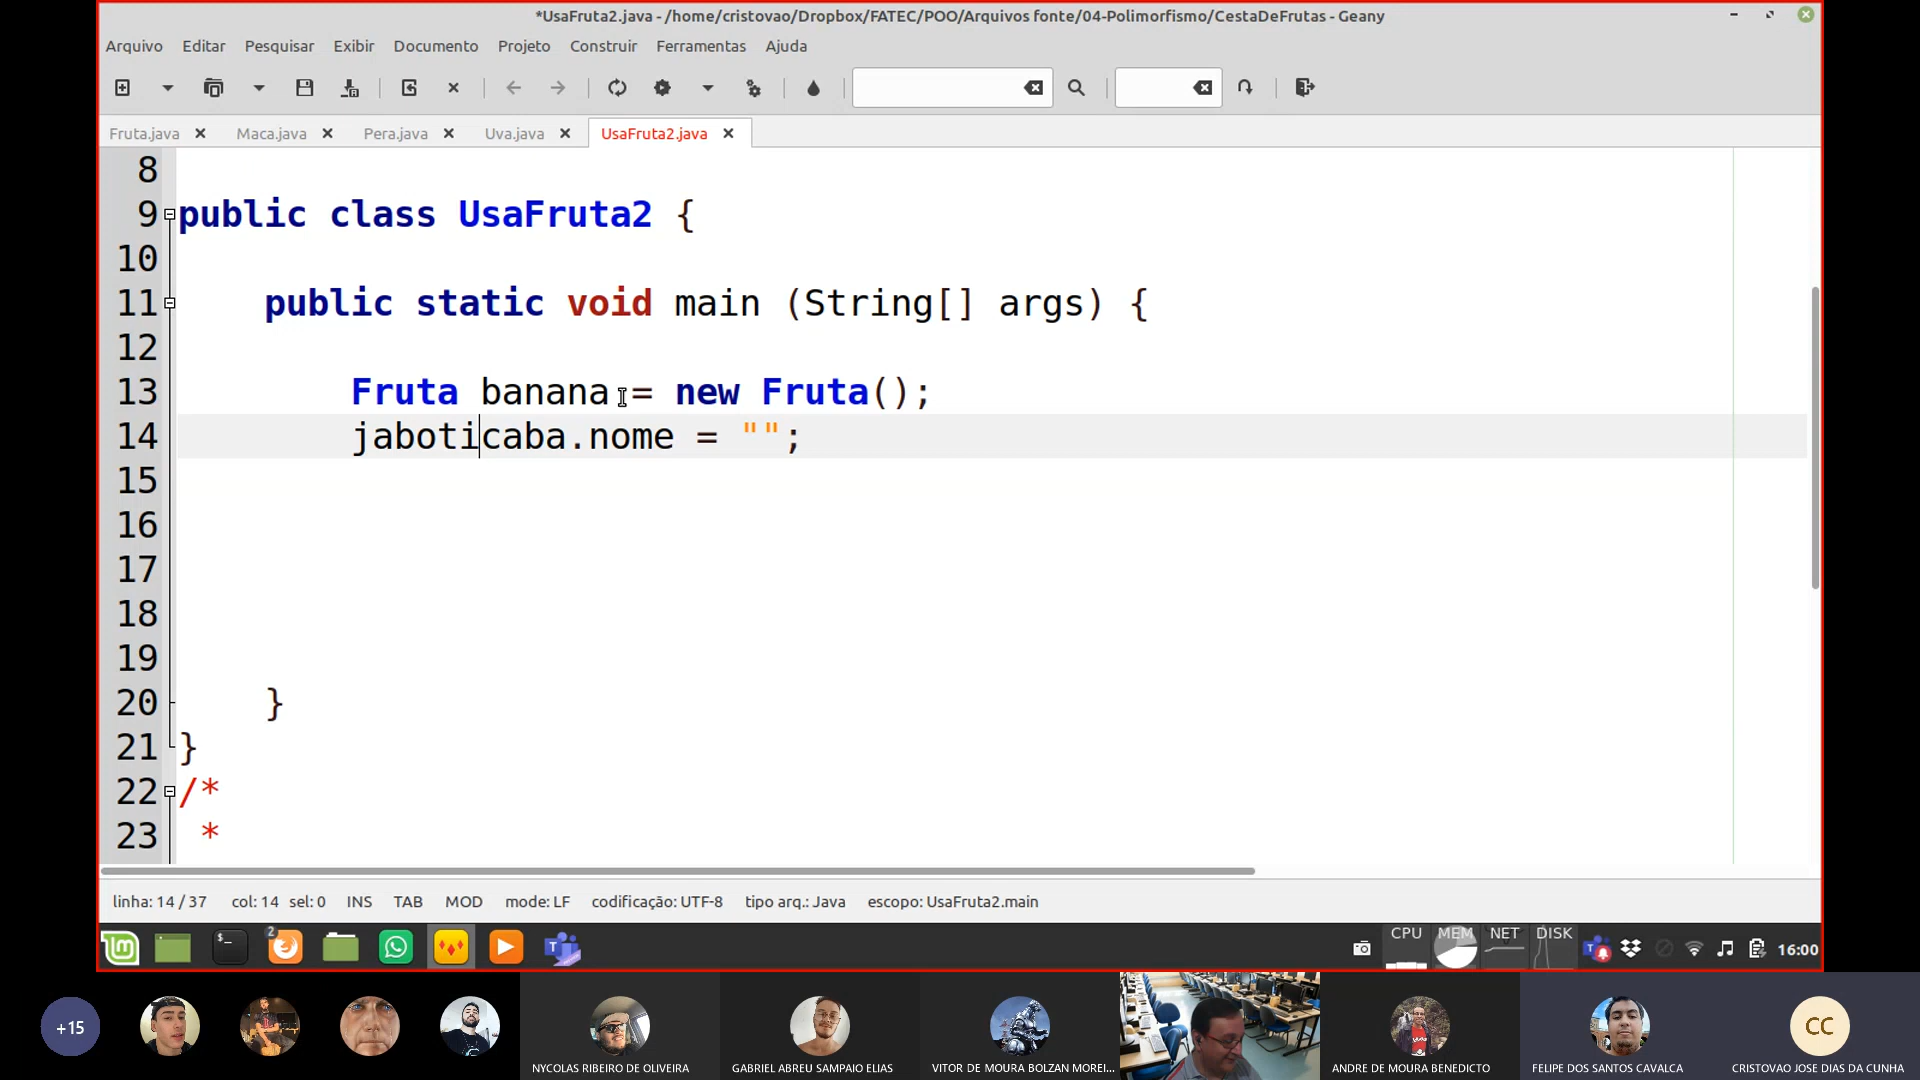 *UsaFruta2.java - /home/cristovao/Dropbox/FATEC/POO/Arquivos fonte/04-Polimorfismo/CestaDeFrutas - Geany
Arquivo Editar Pesquisar Exibir Documento Projeto Construir Ferramentas Ajuda
Fruta.java Maca.java Pera.java Uva.java UsaFruta2.java
8
9 public class UsaFruta2 {
10
11 public static void main (String[] args) {
12
13 Fruta banana = new Fruta();
14 jaboticaba.nome = "";
15
16
17
18
19
20 }
21 }
22 /*
23 *
linha: 14 / 37 col: 14 sel: 0 INS TAB MOD mode: LF codificação: UTF-8 tipo arq.: Java escopo: UsaFruta2.main
2 CPU MEM NET DISK 16:00
+15 CC
NYCOLAS RIBEIRO DE OLIVEIRA GABRIEL ABREU SAMPAIO ELIAS VITOR DE MOURA BOLZAN MOREI... ANDRE DE MOURA BENEDICTO FELIPE DOS SANTOS CAVALCA CRISTOVAO JOSE DIAS DA CUNHA